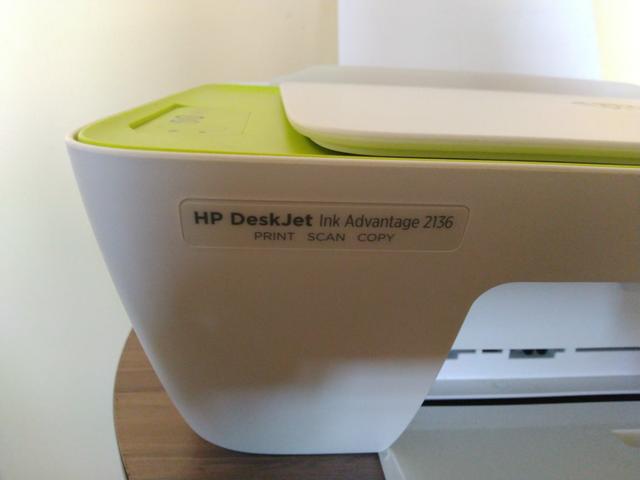 HP DeskJet Ink Advantage 2136
PRINT SCAN COPY